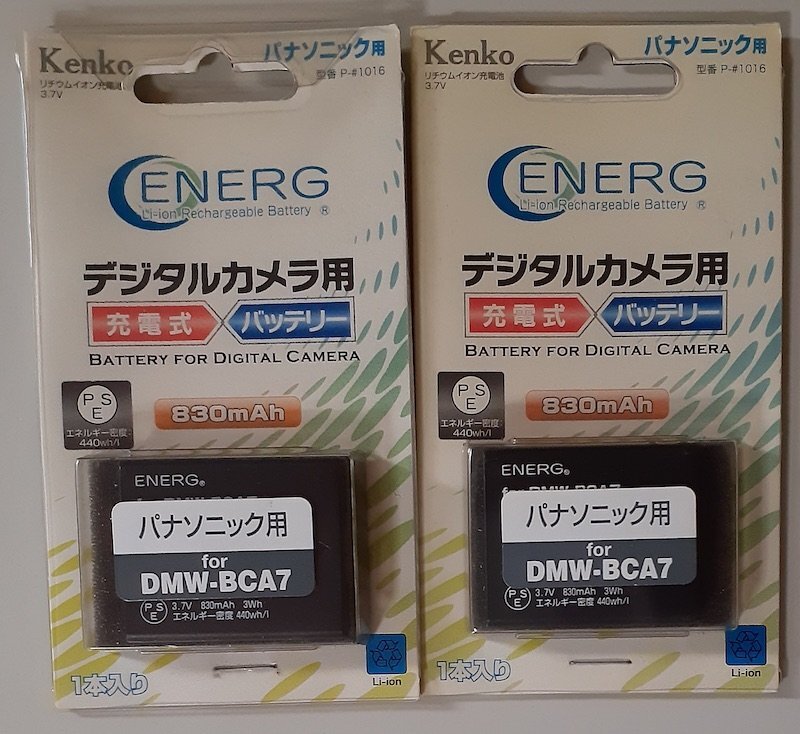 Kenko
パナソニック用
リチウムイオン充電池
型番 P-#1016
3.7V
ENERG
Li-ion Rechargeable Battery ®
デジタルカメラ用
充電式 バッテリー
BATTERY FOR DIGITAL CAMERA
PSE
エネルギー密度:
440wh/l
830mAh
ENERG®
パナソニック用
for
DMW-BCA7
PSE
3.7V 830mAh 3Wh
エネルギー密度 440wh/l
1本入り
Li-ion
Kenko
パナソニック用
リチウムイオン充電池
型番 P-#1016
3.7V
ENERG
Li-ion Rechargeable Battery ®
デジタルカメラ用
充電式 バッテリー
BATTERY FOR DIGITAL CAMERA
PSE
エネルギー密度:
440wh/l
830mAh
ENERG®
for DMW-BCA7
パナソニック用
for
DMW-BCA7
PSE
3.7V 830mAh 3Wh
エネルギー密度 440wh/l
1本入り
Li-ion